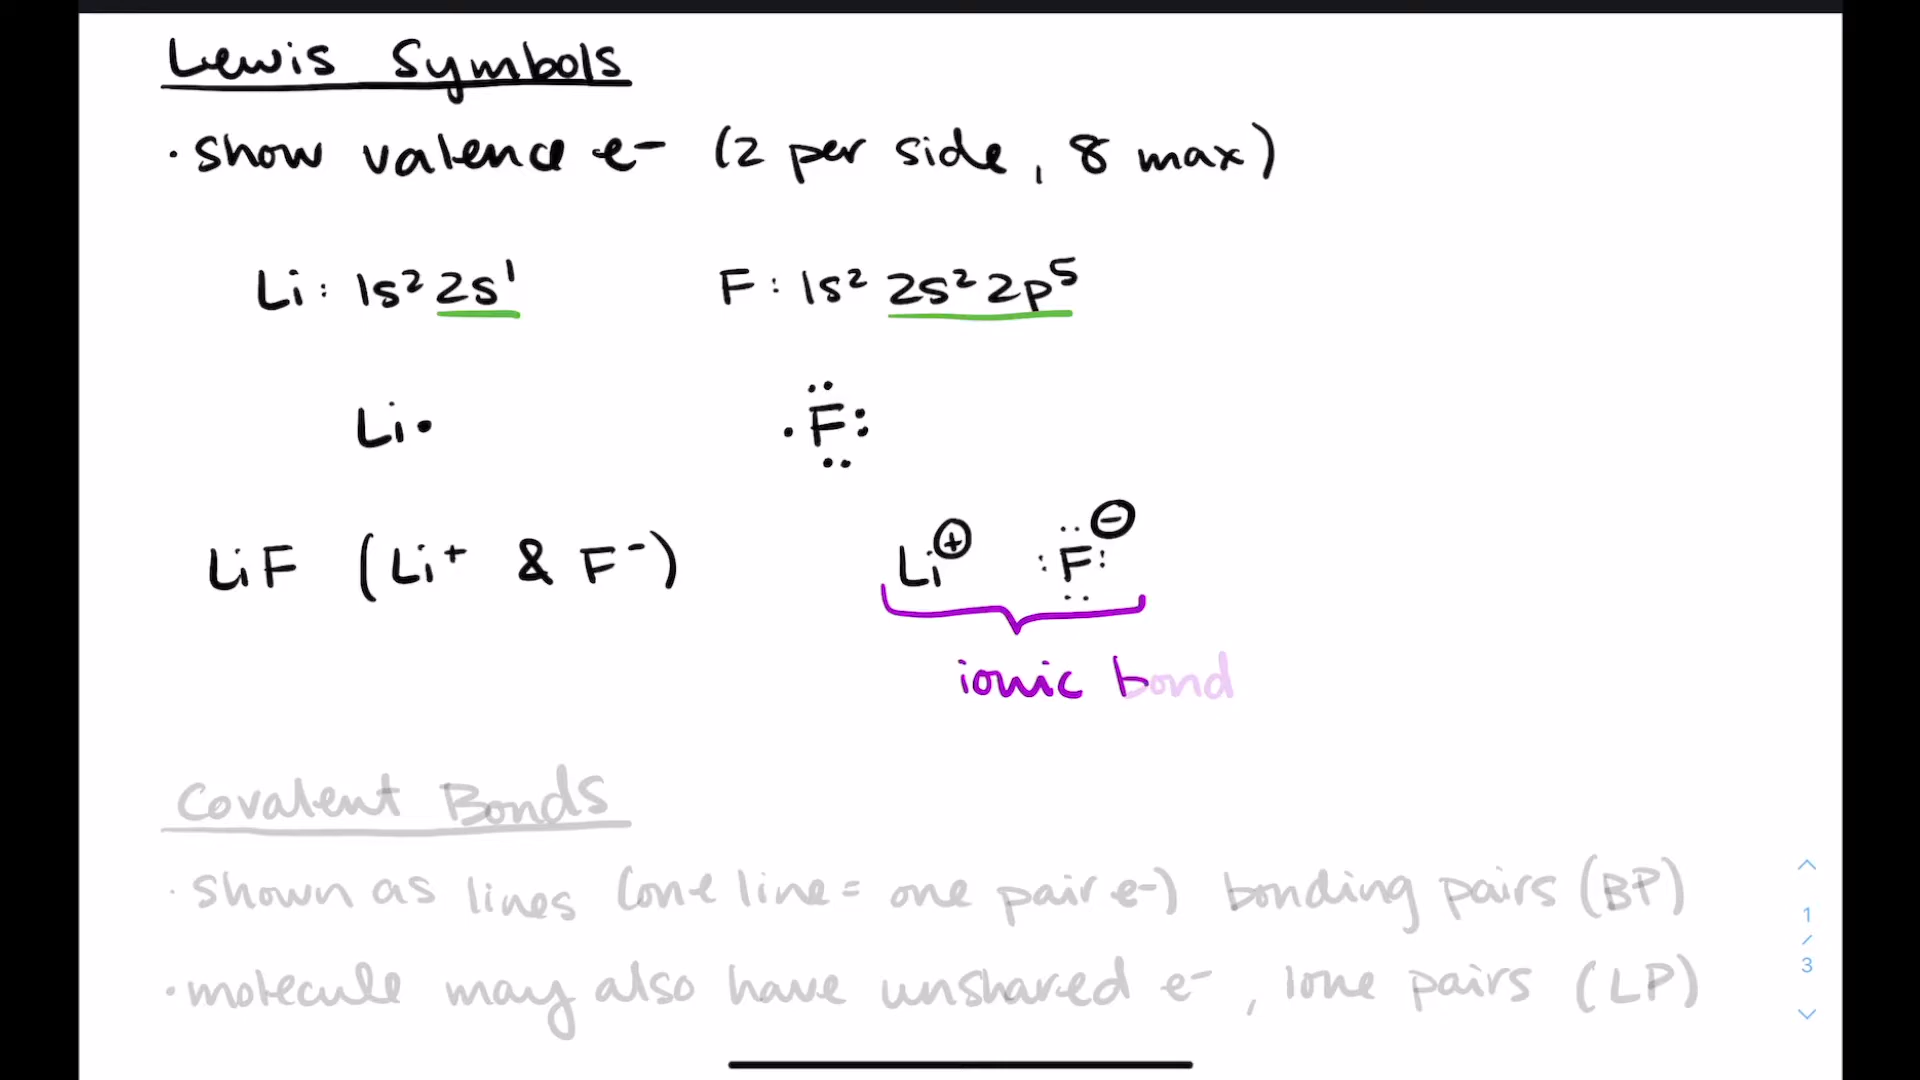 Lewis Symbols
· show valence e- (2 per side, 8 max)
Li: 1s² 2s¹ F: 1s² 2s² 2p⁵
Li· ·F:
LiF (Li⁺ & F⁻) Li⊕ :F:⊖
ionic bond
Covalent Bonds
· shown as lines (one line = one pair e-) bonding pairs (BP)
· molecule may also have unshared e-, lone pairs (LP)
1
/
3